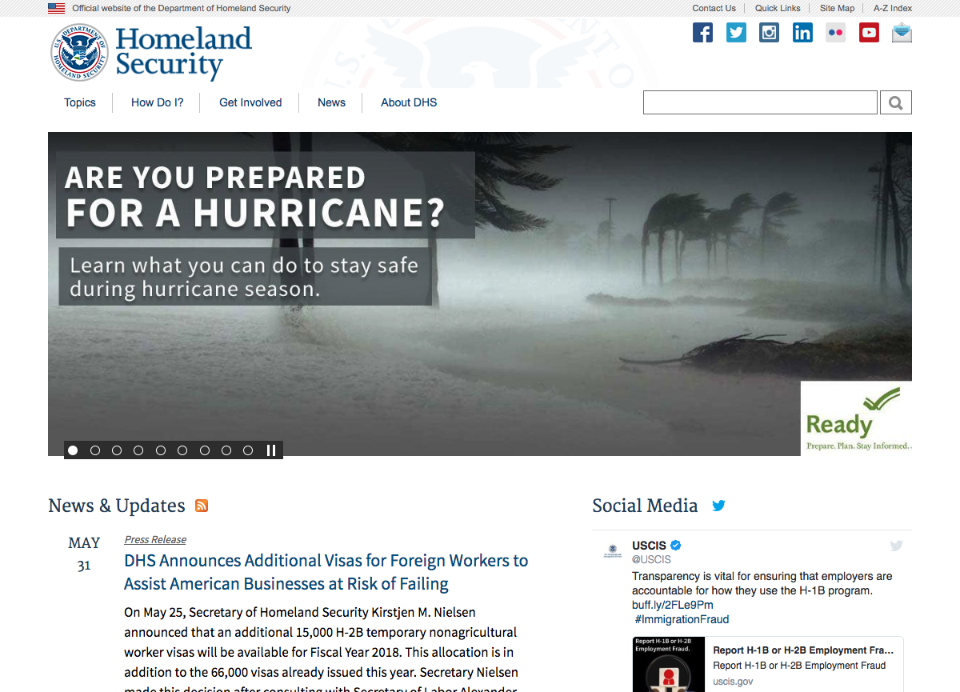 Official website of the Department of Homeland Security
Contact Us
Quick Links
Site Map
A-Z Index
U.S. DEPARTMENT OF HOMELAND SECURITY
Homeland
Security
Topics
How Do I?
Get Involved
News
About DHS
ARE YOU PREPARED
FOR A HURRICANE?
Learn what you can do to stay safe
during hurricane season.
Ready
Prepare. Plan. Stay Informed.
News & Updates
MAY
31
Press Release
DHS Announces Additional Visas for Foreign Workers to
Assist American Businesses at Risk of Failing
On May 25, Secretary of Homeland Security Kirstjen M. Nielsen
announced that an additional 15,000 H-2B temporary nonagricultural
worker visas will be available for Fiscal Year 2018. This allocation is in
addition to the 66,000 visas already issued this year. Secretary Nielsen
made this decision after consulting with Secretary of Labor Alexander
Social Media
USCIS
@USCIS
Transparency is vital for ensuring that employers are
accountable for how they use the H-1B program.
buff.ly/2FLe9Pm
#ImmigrationFraud
Report H-1B or H-2B
Employment Fraud.
Report H-1B or H-2B Employment Fra...
Report H-1B or H-2B Employment Fraud
uscis.gov